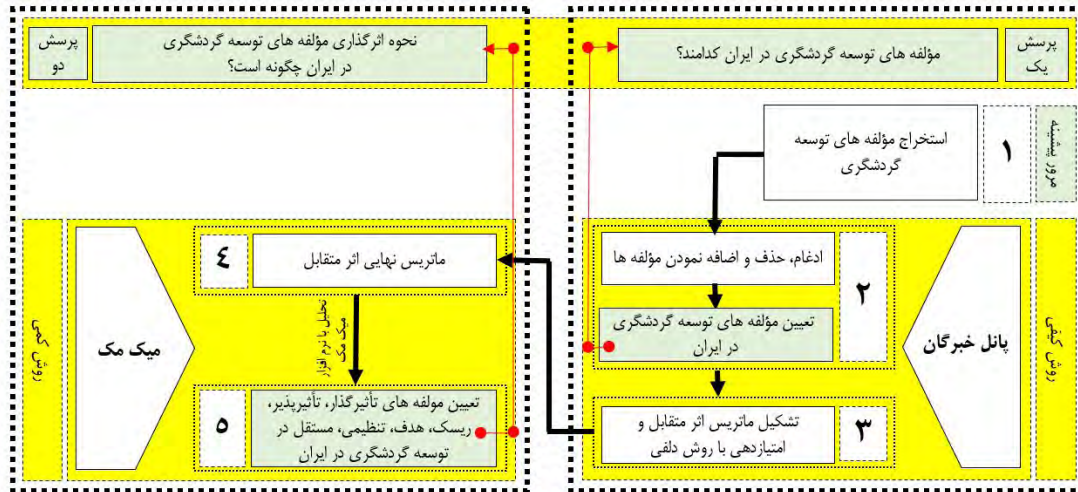 پرسش
یک
مؤلفه های توسعه گردشگری در ایران کدامند؟
نحوه اثرگذاری مؤلفه های توسعه گردشگری
در ایران چگونه است؟
پرسش
دو
مرور پیشینه
۱
استخراج مؤلفه های توسعه
گردشگری
روش کیفی
پانل خبرگان
۲
ادغام، حذف و اضافه نمودن مؤلفه ها
تعیین مؤلفه های توسعه گردشگری
در ایران
۳
تشکیل ماتریس اثر متقابل و
امتیازدهی با روش دلفی
٤
ماتریس نهایی اثر متقابل
تحلیل با نرم افزار
میک مک
٥
تعیین مولفه های تأثیرگذار، تأثیرپذیر،
ریسک، هدف، تنظیمی، مستقل در
توسعه گردشگری در ایران
میک مک
روش کمی